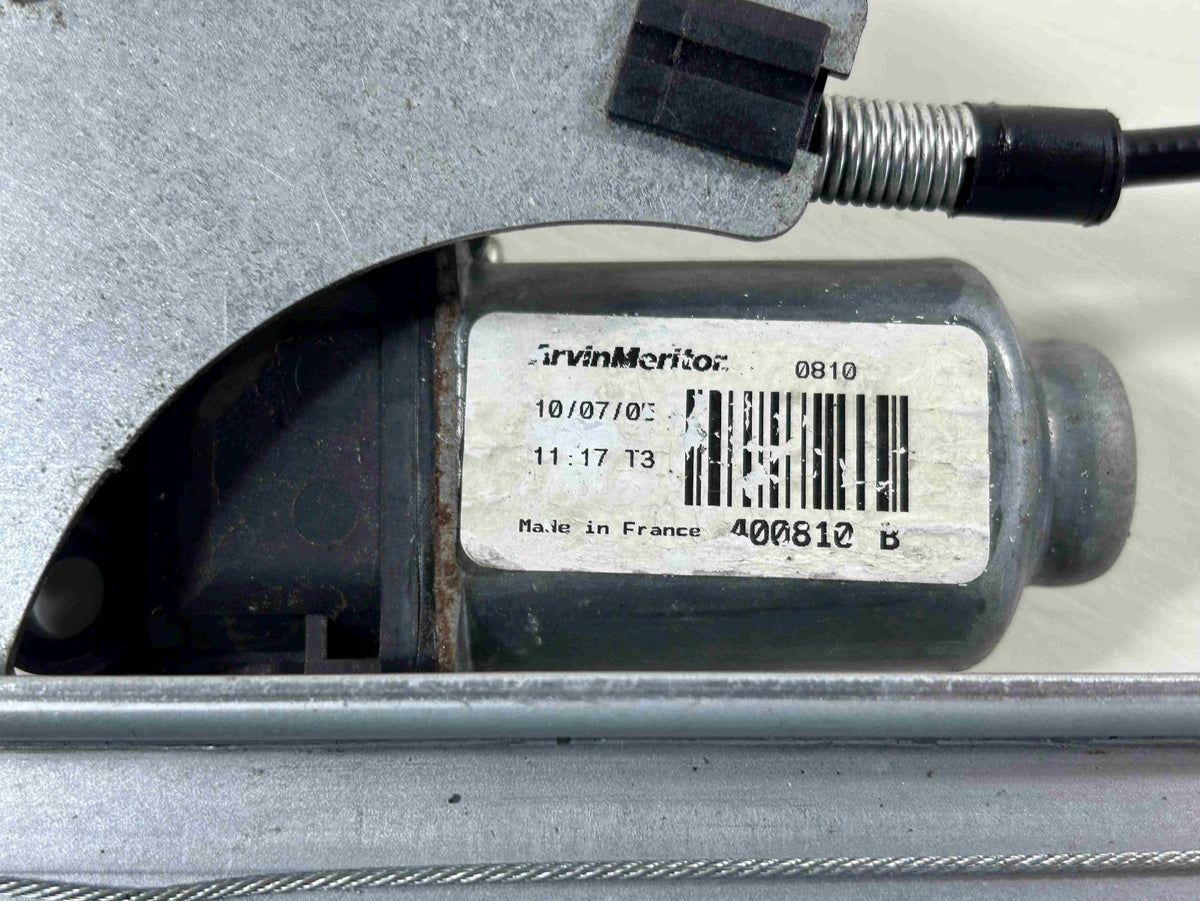 ArvinMeritor 0810
10/07/0
11:17 T3
Made in France 400810 B